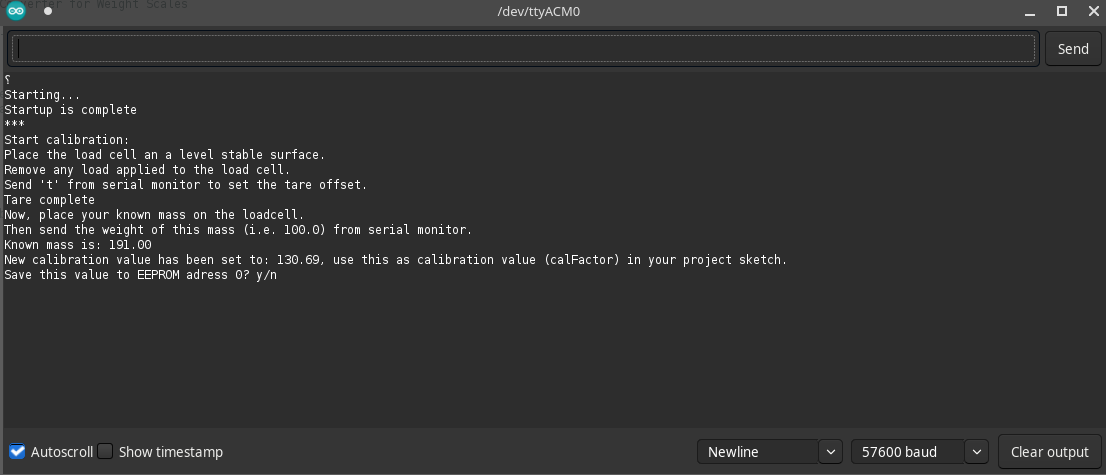 Converter for Weight Scales
/dev/ttyACM0
Send
؟
Starting...
Startup is complete
***
Start calibration:
Place the load cell an a level stable surface.
Remove any load applied to the load cell.
Send 't' from serial monitor to set the tare offset.
Tare complete
Now, place your known mass on the loadcell.
Then send the weight of this mass (i.e. 100.0) from serial monitor.
Known mass is: 191.00
New calibration value has been set to: 130.69, use this as calibration value (calFactor) in your project sketch.
Save this value to EEPROM adress 0? y/n
Autoscroll Show timestamp Newline 57600 baud Clear output